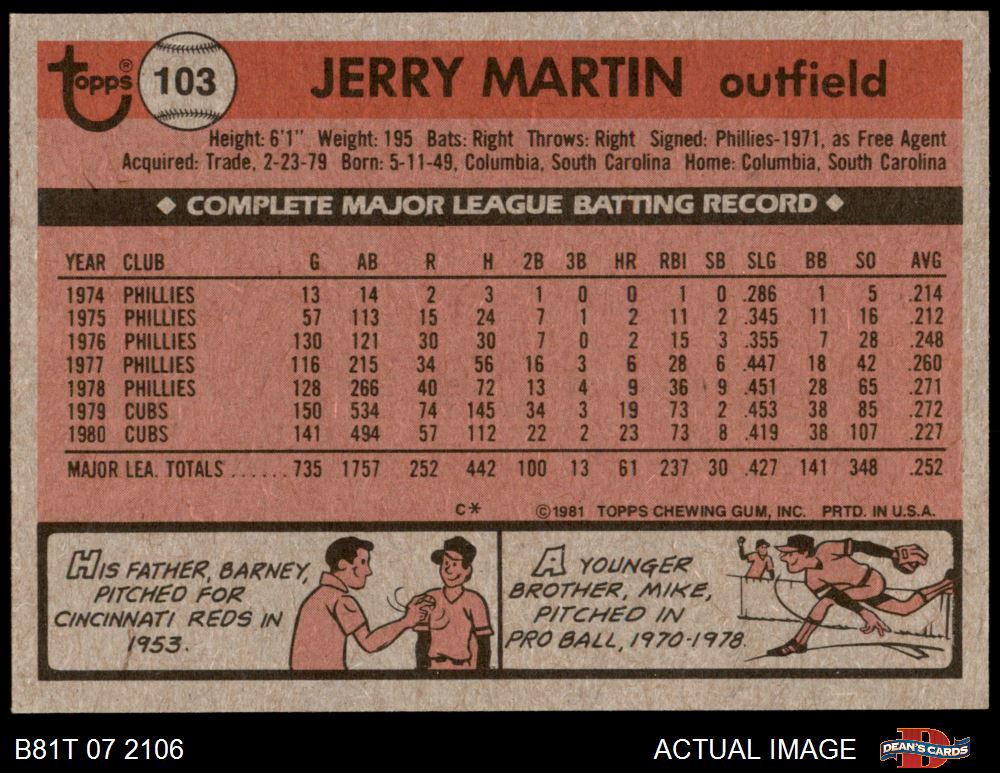 Topps® 103 JERRY MARTIN outfield
Height: 6'1" Weight: 195 Bats: Right Throws: Right Signed: Phillies-1971, as Free Agent
Acquired: Trade, 2-23-79 Born: 5-11-49, Columbia, South Carolina Home: Columbia, South Carolina
◆ COMPLETE MAJOR LEAGUE BATTING RECORD ◆
YEAR CLUB G AB R H 2B 3B HR RBI SB SLG BB SO AVG
1974 PHILLIES 13 14 2 3 1 0 0 1 0 .286 1 5 .214
1975 PHILLIES 57 113 15 24 7 1 2 11 2 .345 11 16 .212
1976 PHILLIES 130 121 30 30 7 0 2 15 3 .355 7 28 .248
1977 PHILLIES 116 215 34 56 16 3 6 28 6 .447 18 42 .260
1978 PHILLIES 128 266 40 72 13 4 9 36 9 .451 28 65 .271
1979 CUBS 150 534 74 145 34 3 19 73 2 .453 38 85 .272
1980 CUBS 141 494 57 112 22 2 23 73 8 .419 38 107 .227
MAJOR LEA. TOTALS ...... 735 1757 252 442 100 13 61 237 30 .427 141 348 .252
C* ©1981 TOPPS CHEWING GUM, INC. PRTD. IN U.S.A.
HIS FATHER, BARNEY,
PITCHED FOR
CINCINNATI REDS IN
1953.
A YOUNGER
BROTHER, MIKE,
PITCHED IN
PRO BALL, 1970-1978.
B81T 07 2106 ACTUAL IMAGE DEAN'S CARDS